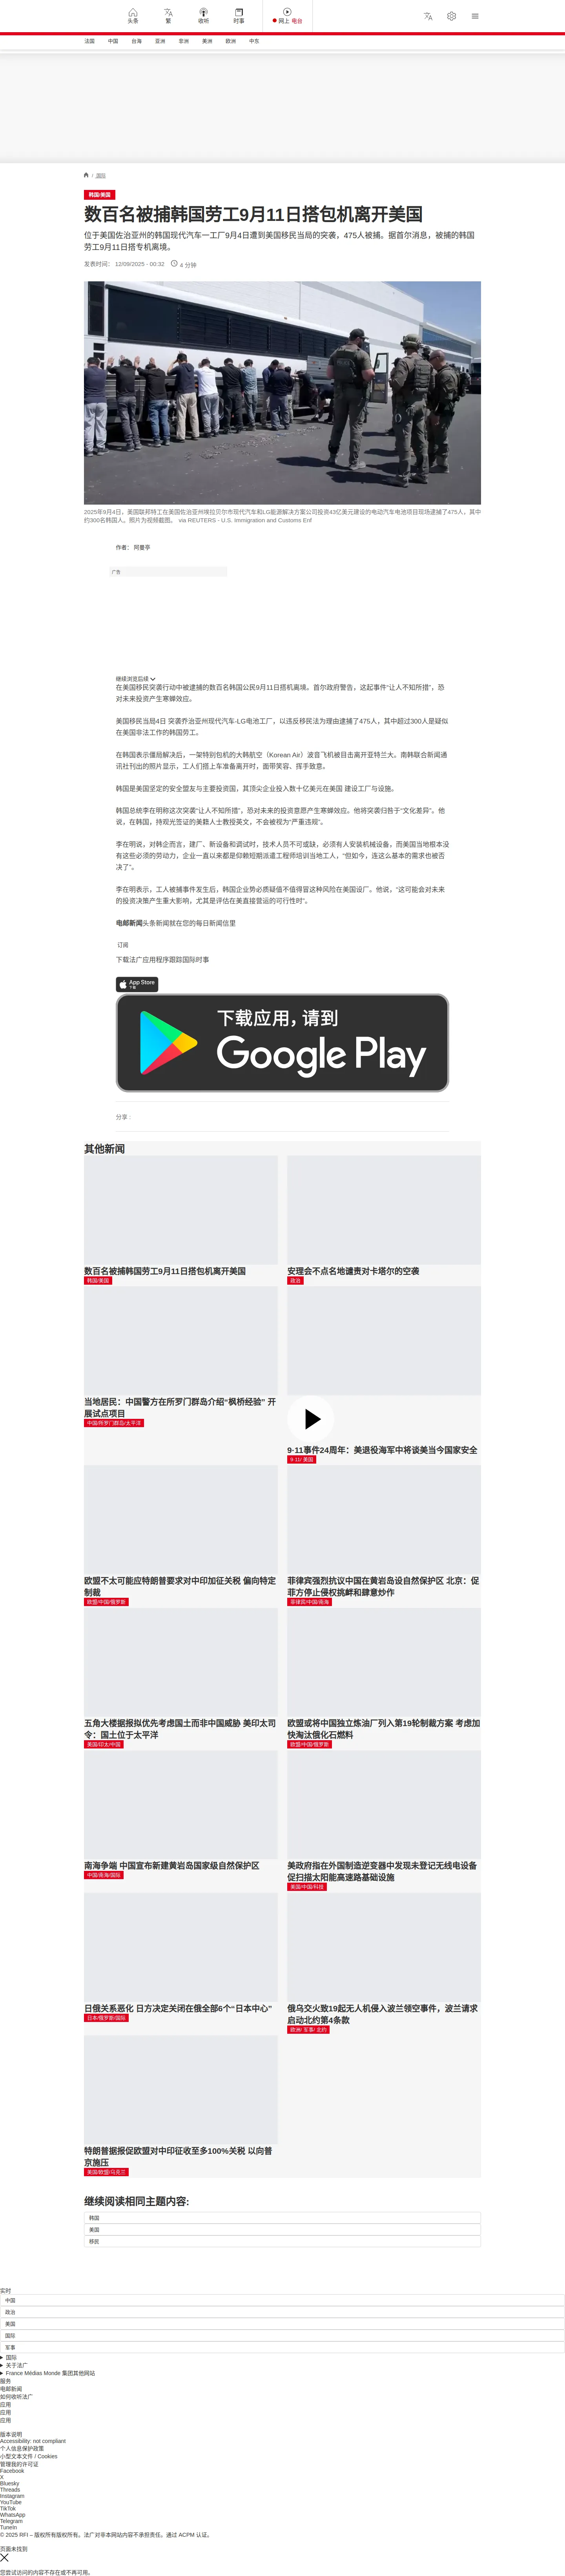 头条
繁
收听
时事
网上 电台
法国 中国 台海 亚洲 非洲 美洲 欧洲 中东
/ 国际
韩国/美国
数百名被捕韩国劳工9月11日搭包机离开美国
位于美国佐治亚州的韩国现代汽车一工厂9月4日遭到美国移民当局的突袭，475人被捕。据首尔消息，被捕的韩国
劳工9月11日搭专机离境。
发表时间： 12/09/2025 - 00:32 4 分钟
2025年9月4日，美国联邦特工在美国佐治亚州埃拉贝尔市现代汽车和LG能源解决方案公司投资43亿美元建设的电动汽车电池项目现场逮捕了475人，其中
约300名韩国人。照片为视频截图。 via REUTERS - U.S. Immigration and Customs Enf
作者： 阿曼亭
广告
继续浏览后续
在美国移民突袭行动中被逮捕的数百名韩国公民9月11日搭机离境。首尔政府警告，这起事件“让人不知所措”，恐
对未来投资产生寒蝉效应。
美国移民当局4日 突袭乔治亚州现代汽车-LG电池工厂，以违反移民法为理由逮捕了475人，其中超过300人是疑似
在美国非法工作的韩国劳工。
在韩国表示僵局解决后，一架特别包机的大韩航空（Korean Air）波音飞机被目击离开亚特兰大。南韩联合新闻通
讯社刊出的照片显示，工人们搭上车准备离开时，面带笑容、挥手致意。
韩国是美国坚定的安全盟友与主要投资国，其顶尖企业投入数十亿美元在美国 建设工厂与设施。
韩国总统李在明称这次突袭“让人不知所措”，恐对未来的投资意愿产生寒蝉效应。他将突袭归咎于“文化差异”。他
说，在韩国，持观光签证的美籍人士教授英文，不会被视为“严重违规”。
李在明说，对韩企而言，建厂、新设备和调试时，技术人员不可或缺，必须有人安装机械设备，而美国当地根本没
有这些必须的劳动力，企业一直以来都是仰赖短期派遣工程师培训当地工人，“但如今，连这么基本的需求也被否
决了”。
李在明表示，工人被捕事件发生后，韩国企业势必质疑值不值得冒这种风险在美国设厂。他说，“这可能会对未来
的投资决策产生重大影响，尤其是评估在美直接营运的可行性时”。
电邮新闻头条新闻就在您的每日新闻信里
订阅
下载法广应用程序跟踪国际时事
App Store
下载
下载应用，请到
Google Play
分享 :
其他新闻
数百名被捕韩国劳工9月11日搭包机离开美国
韩国/美国
安理会不点名地谴责对卡塔尔的空袭
政治
当地居民：中国警方在所罗门群岛介绍“枫桥经验” 开
展试点项目
中国/所罗门群岛/太平洋
9·11事件24周年：美退役海军中将谈美当今国家安全
9·11/ 美国
欧盟不太可能应特朗普要求对中印加征关税 偏向特定
制裁
欧盟/中国/俄罗斯
菲律宾强烈抗议中国在黄岩岛设自然保护区 北京：促
菲方停止侵权挑衅和肆意炒作
菲律宾/中国/南海
五角大楼据报拟优先考虑国土而非中国威胁 美印太司
令：国土位于太平洋
美国/印太/中国
欧盟或将中国独立炼油厂列入第19轮制裁方案 考虑加
快淘汰俄化石燃料
欧盟/中国/俄罗斯
南海争端 中国宣布新建黄岩岛国家级自然保护区
中国/南海/国际
美政府指在外国制造逆变器中发现未登记无线电设备
促扫描太阳能高速路基础设施
美国/中国/科技
日俄关系恶化 日方决定关闭在俄全部6个“日本中心”
日本/俄罗斯/国际
俄乌交火致19起无人机侵入波兰领空事件，波兰请求
启动北约第4条款
欧洲/ 军事/ 北约
特朗普据报促欧盟对中印征收至多100%关税 以向普
京施压
美国/欧盟/乌克兰
继续阅读相同主题内容:
韩国
美国
移民
实时
中国
政治
美国
国际
军事
国际
关于法广
France Médias Monde 集团其他网站
服务
电邮新闻
如何收听法广
应用
应用
应用
版本说明
Accessibility: not compliant
个人信息保护政策
小型文本文件 / Cookies
管理我的许可证
Facebook
X
Bluesky
Threads
Instagram
YouTube
TikTok
WhatsApp
Telegram
TuneIn
© 2025 RFI – 版权所有版权所有。法广对非本网站内容不承担责任。通过 ACPM 认证。
页面未找到
您尝试访问的内容不存在或不再可用。